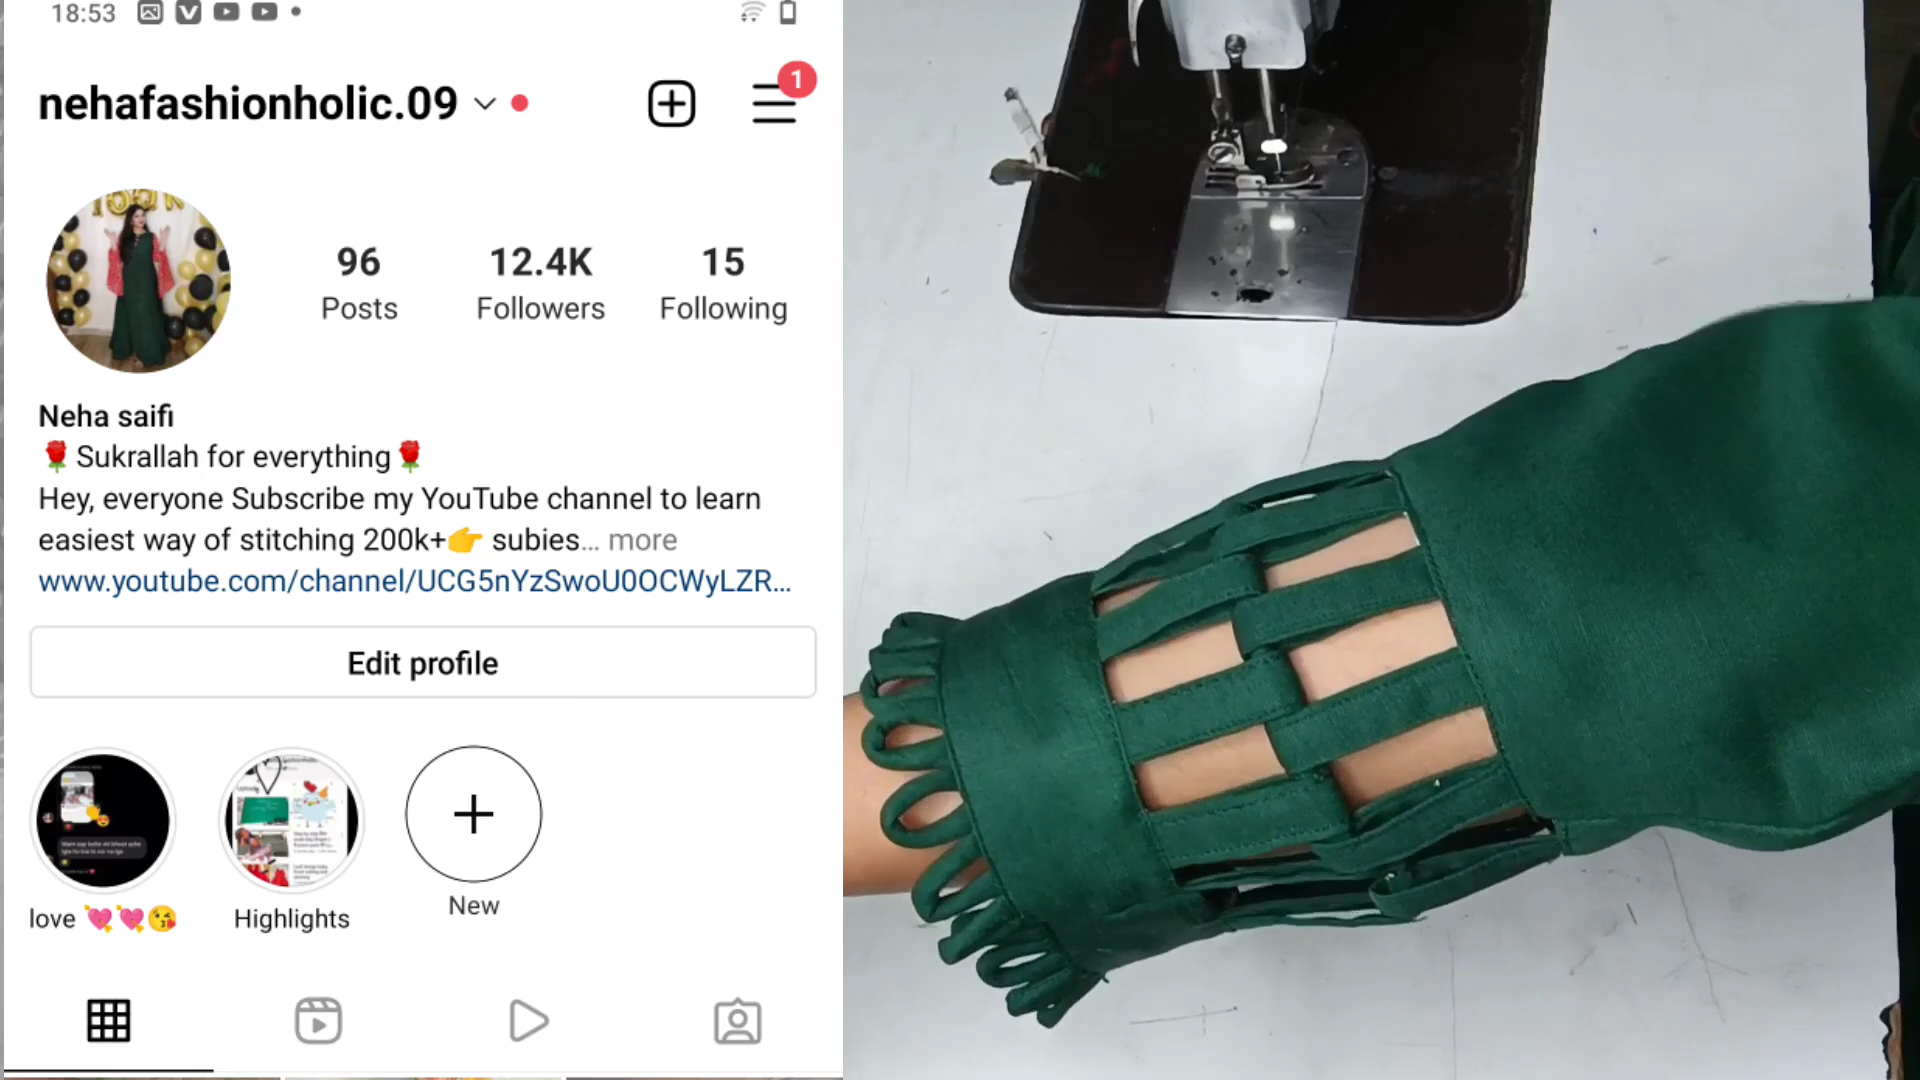 18:53
nehafashionholic.09
1
96
Posts
12.4K
Followers
15
Following
Neha saifi
🌹Sukrallah for everything🌹
Hey, everyone Subscribe my YouTube channel to learn
easiest way of stitching 200k+👉 subies... more
www.youtube.com/channel/UCG5nYzSwoU0OCWyLZR...
Edit profile
love 💘💘😘
Highlights
New